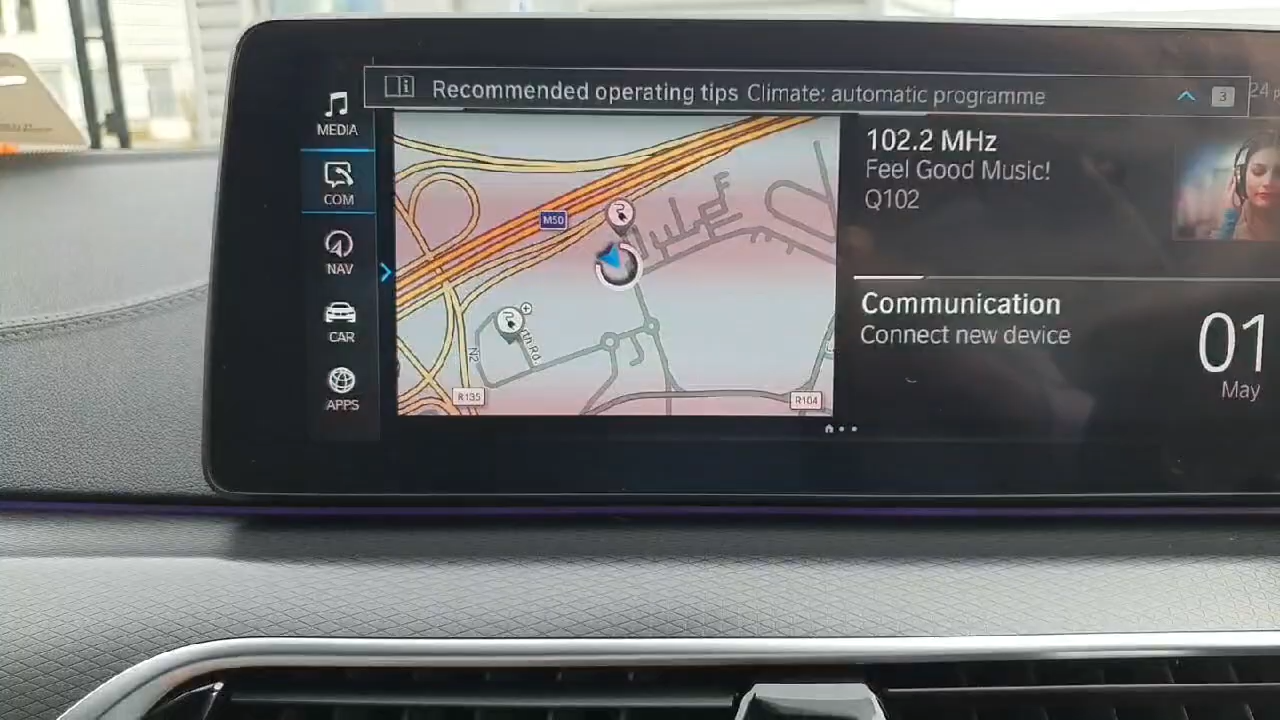 Recommended operating tips Climate: automatic programme 3
24
MEDIA
COM
NAV
CAR
APPS
M50
N2
R135
R104
102.2 MHz
Feel Good Music!
Q102
Communication
Connect new device
01
May